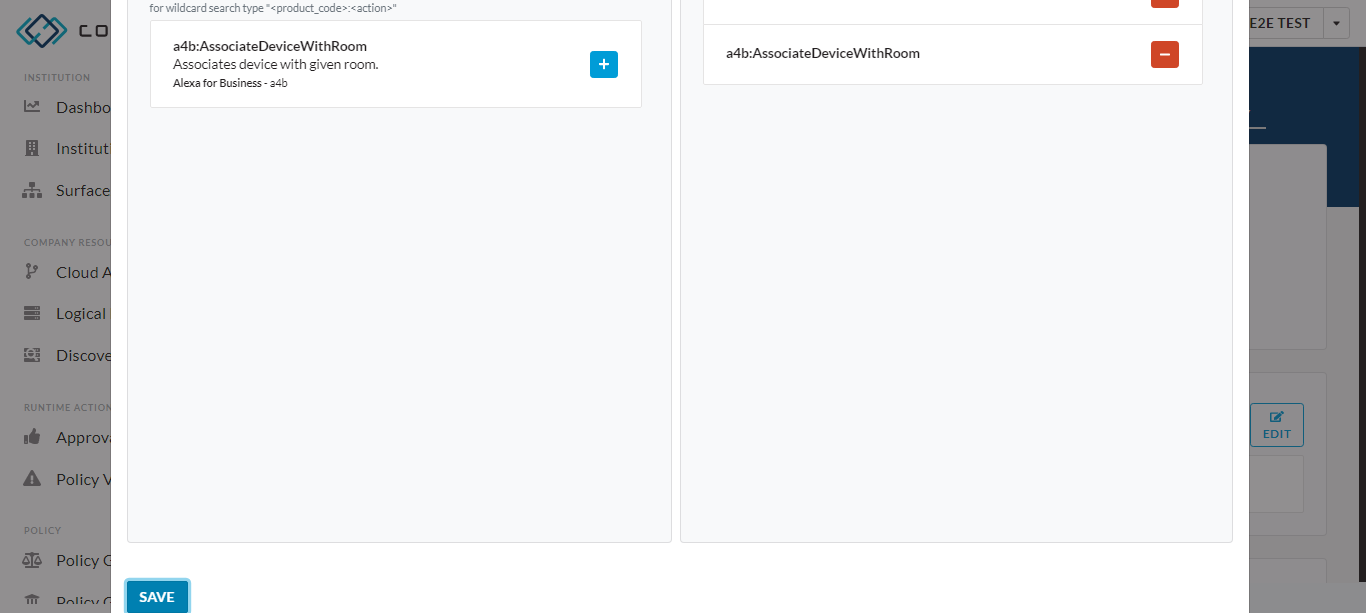 for wildcard search type "<product_code>:<action>"
a4b:AssociateDeviceWithRoom
Associates device with given room.
Alexa for Business - a4b
a4b:AssociateDeviceWithRoom
SAVE
E2E TEST
EDIT
CO
INSTITUTION
Dashbo
Instituti
Surface
COMPANY RESOU
Cloud A
Logical
Discove
RUNTIME ACTION
Approva
Policy V
POLICY
Policy G
Policy G